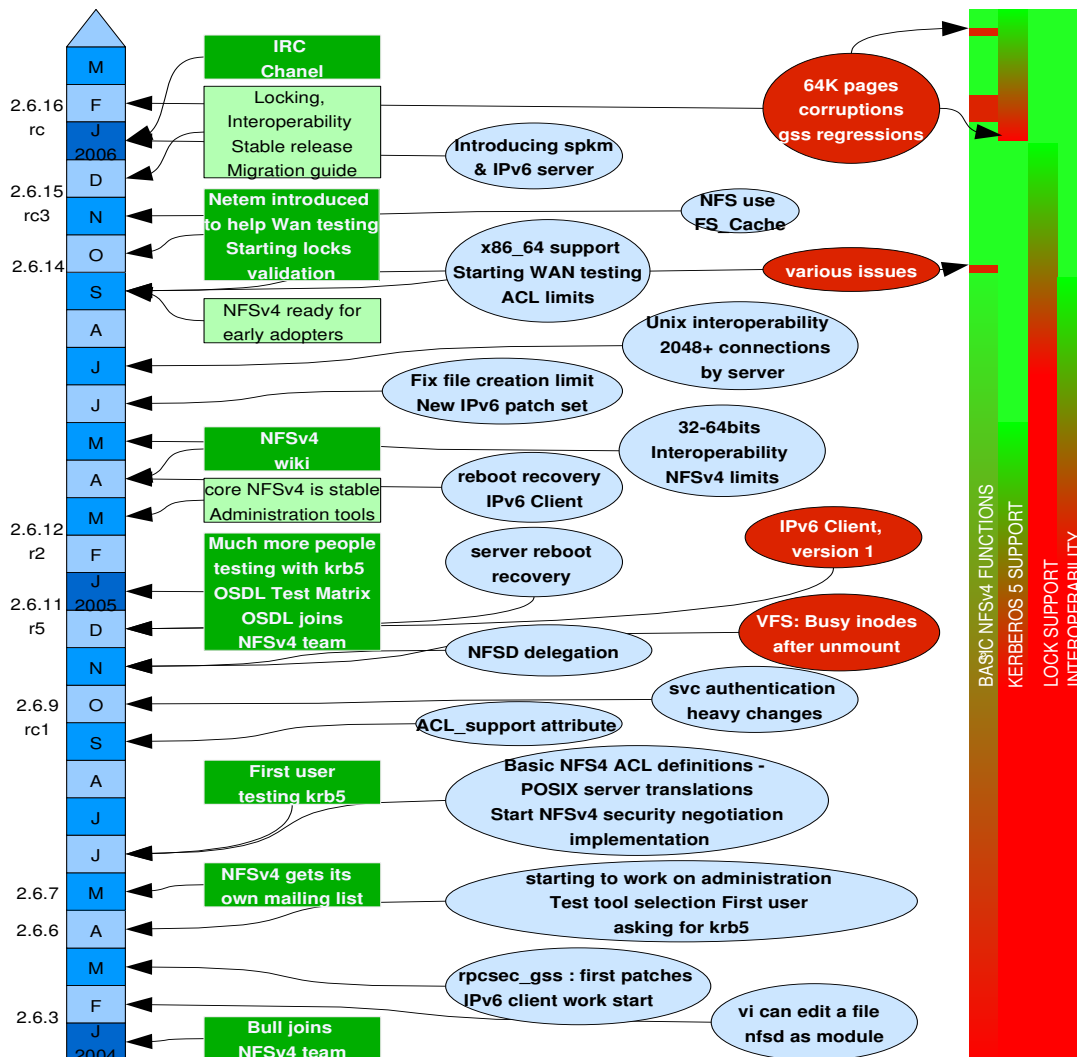 M
F
J
2006
D
N
O
S
A
J
J
M
A
M
F
J
2005
D
N
O
S
A
J
J
M
A
M
F
J
2004
2.6.16
rc
2.6.15
rc3
2.6.14
2.6.12
r2
2.6.11
r5
2.6.9
rc1
2.6.7
2.6.6
2.6.3
IRC
Chanel
Locking,
Interoperability
Stable release
Migration guide
Netem introduced
to help Wan testing
Starting locks
validation
NFSv4 ready for
early adopters
NFSv4
wiki
core NFSv4 is stable
Administration tools
Much more people
testing with krb5
OSDL Test Matrix
OSDL joins
NFSv4 team
First user
testing krb5
NFSv4 gets its
own mailing list
Bull joins
NFSv4 team
64K pages
corruptions
gss regressions
Introducing spkm
& IPv6 server
NFS use
FS_Cache
x86_64 support
Starting WAN testing
ACL limits
various issues
Unix interoperability
2048+ connections
by server
Fix file creation limit
New IPv6 patch set
32-64bits
Interoperability
NFSv4 limits
reboot recovery
IPv6 Client
IPv6 Client,
version 1
server reboot
recovery
VFS: Busy inodes
after unmount
NFSD delegation
svc authentication
heavy changes
ACL_support attribute
Basic NFS4 ACL definitions -
POSIX server translations
Start NFSv4 security negotiation
implementation
starting to work on administration
Test tool selection First user
asking for krb5
rpcsec_gss : first patches
IPv6 client work start
vi can edit a file
nfsd as module
BASIC NFSv4 FUNCTIONS
KERBEROS 5 SUPPORT
LOCK SUPPORT
INTEROPERABILITY